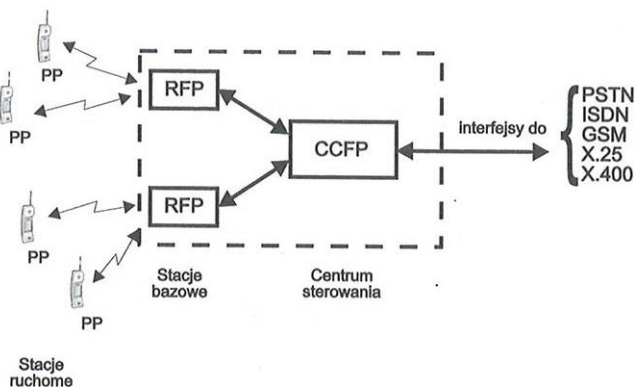 PP
PP
PP
PP
RFP
RFP
CCFP
interfejsy do
PSTN
ISDN
GSM
X.25
X.400
Stacje
bazowe
Centrum
sterowania
Stacje
ruchome